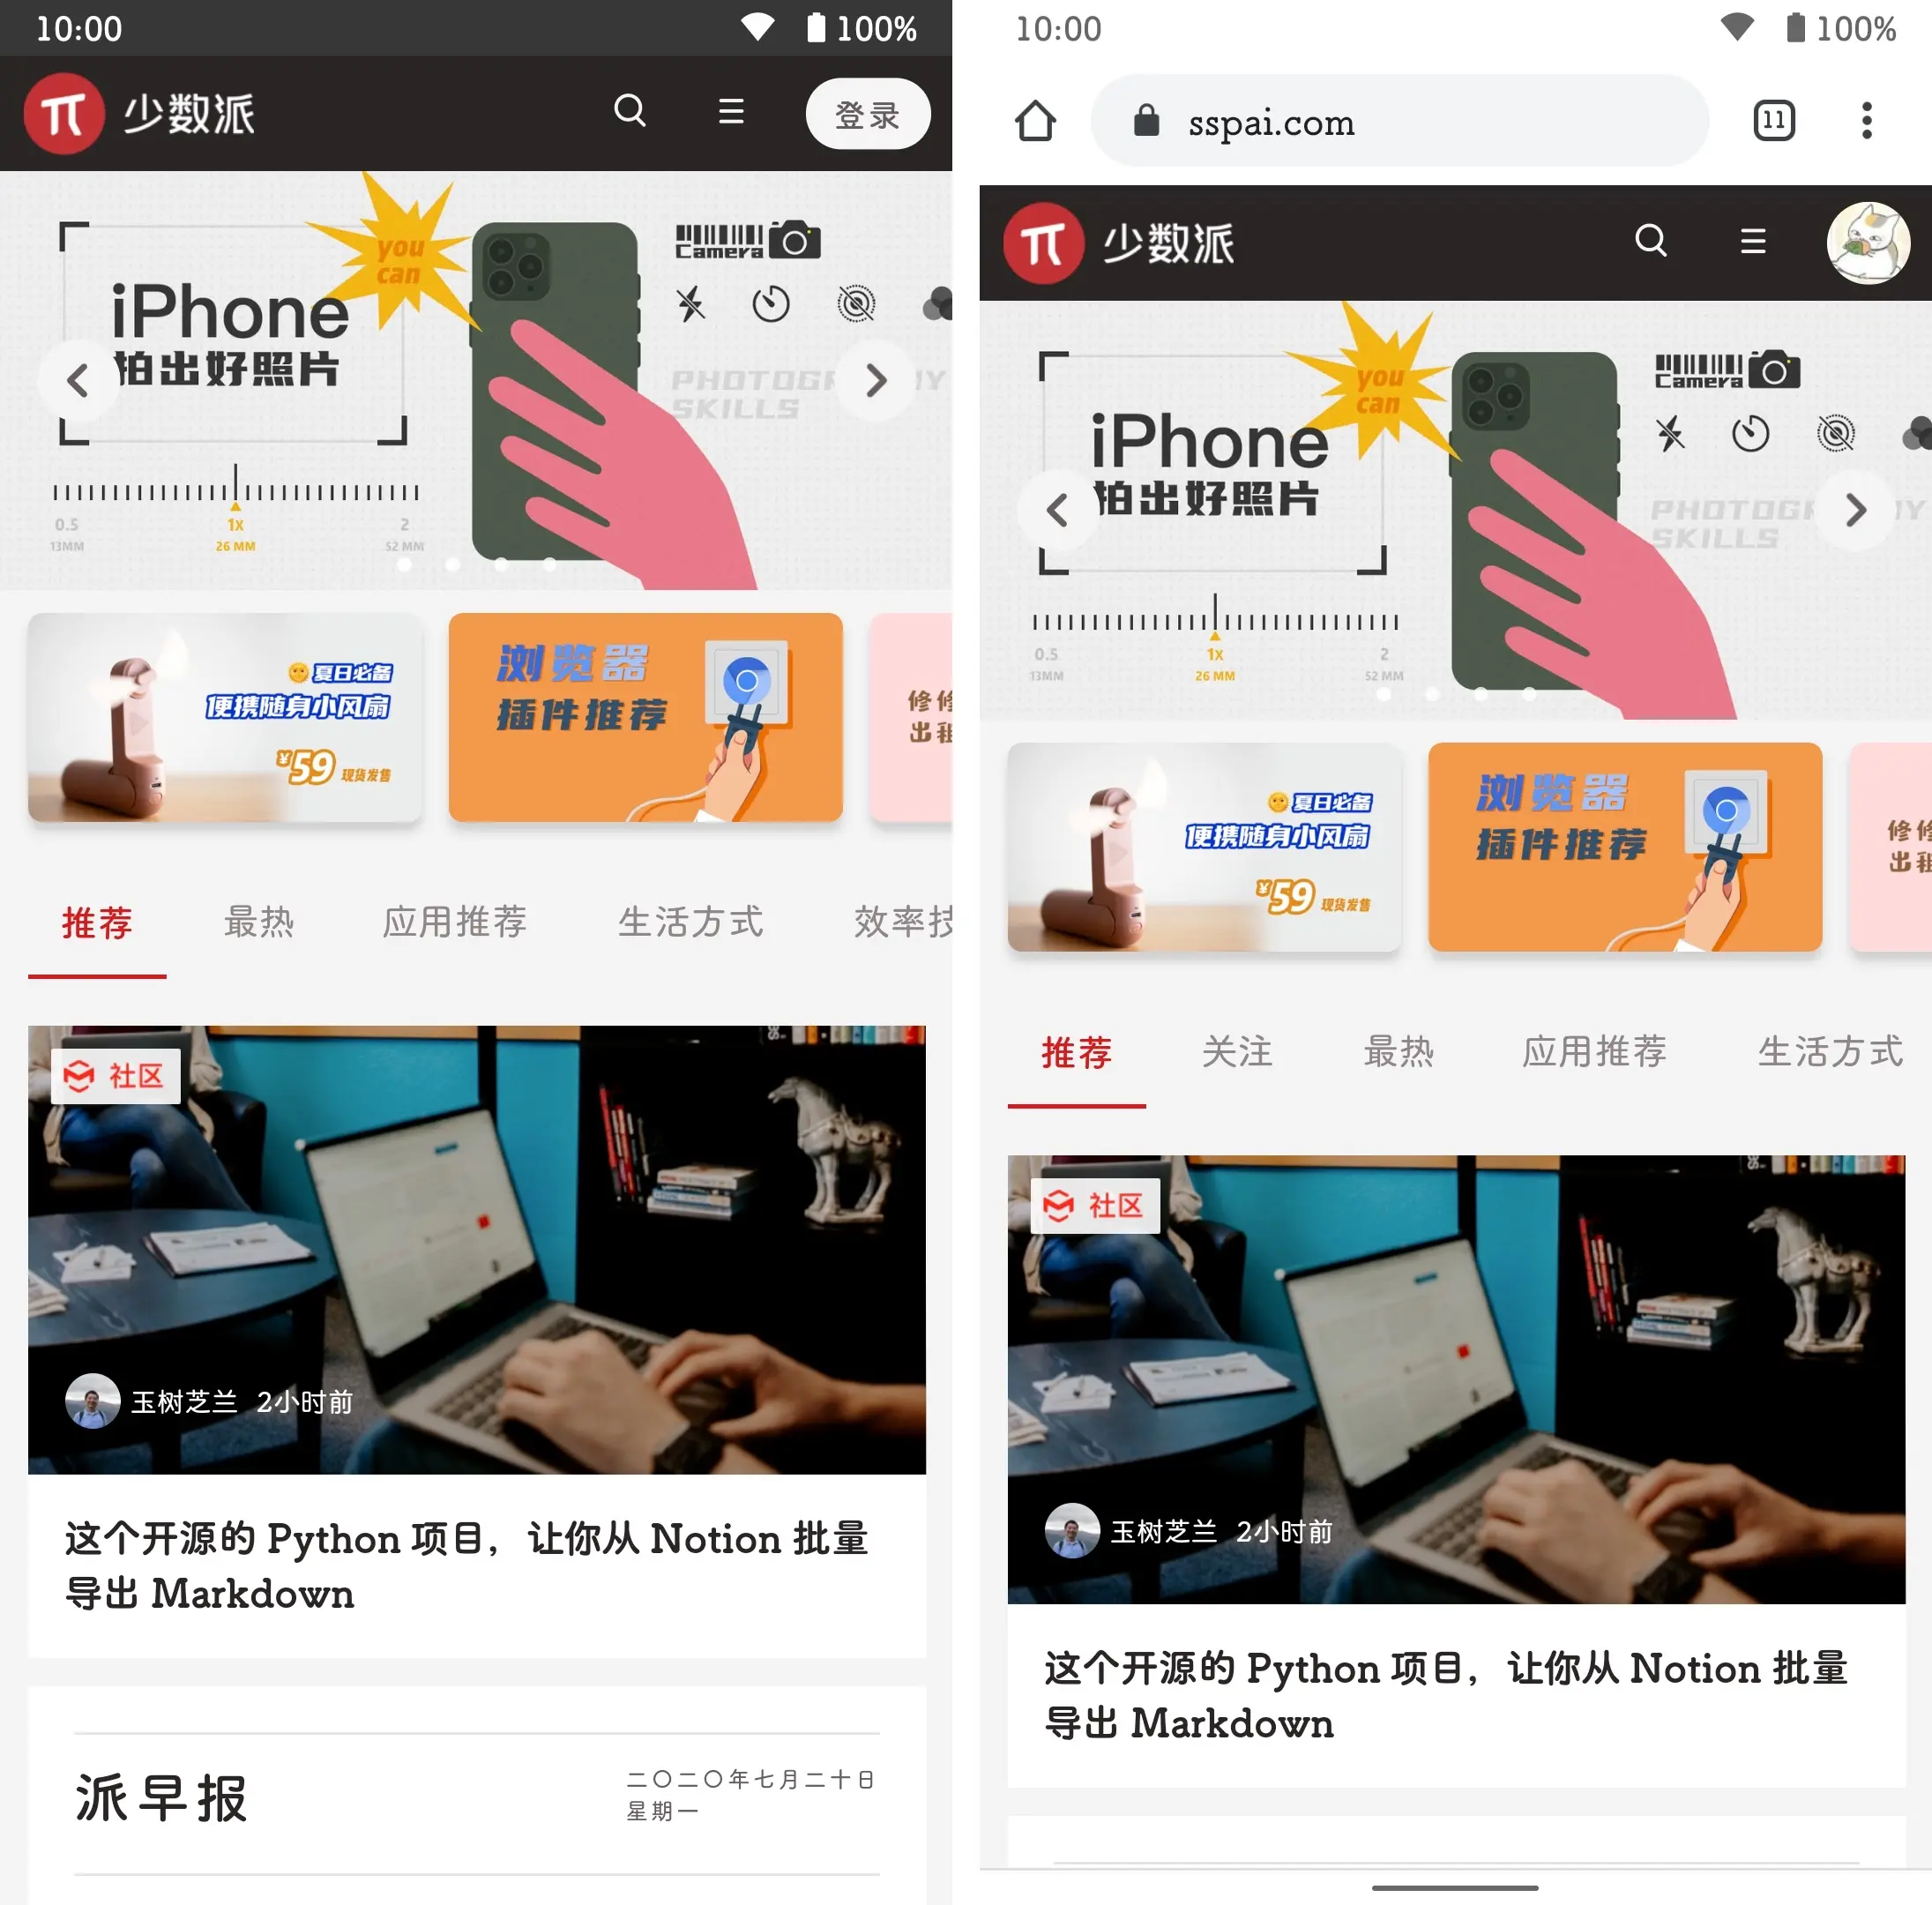 10:00
100%
π 少数派
登录
you
can
iPhone
拍出好照片
Camera
PHOTOGR
Y
SKILLS
0.5
1x
2
13MM
26 MM
52 MM
夏日必备
便携随身小风扇
¥59 现货发售
浏览器
插件推荐
修修
出租
推荐
最热
应用推荐
生活方式
效率技
社区
玉树芝兰 2小时前
这个开源的 Python 项目，让你从 Notion 批量
导出 Markdown
派早报
二〇二〇年七月二十日
星期一
10:00
100%
sspai.com
11
π 少数派
you
can
iPhone
拍出好照片
Camera
PHOTOGR
Y
SKILLS
0.5
1x
2
13MM
26 MM
52 MM
夏日必备
便携随身小风扇
¥59 现货发售
浏览器
插件推荐
修修
出租
推荐
关注
最热
应用推荐
生活方式
社区
玉树芝兰 2小时前
这个开源的 Python 项目，让你从 Notion 批量
导出 Markdown